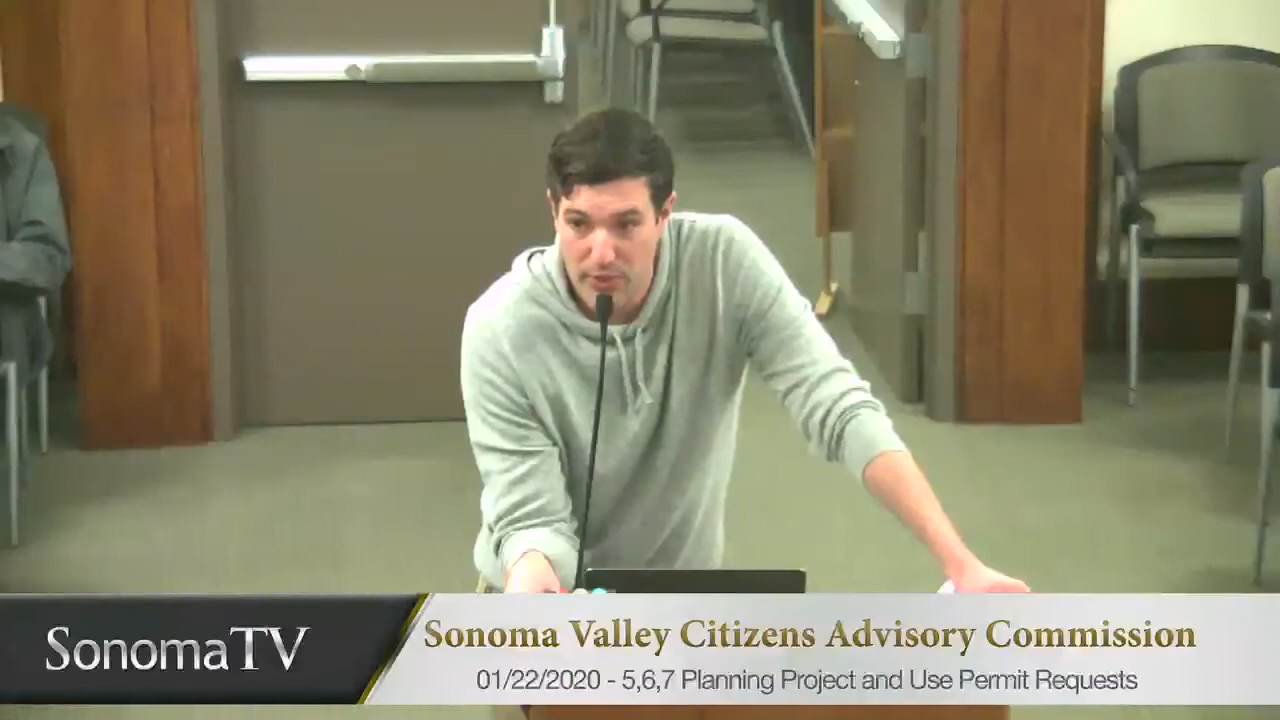 SonomaTV
Sonoma Valley Citizens Advisory Commission
01/22/2020 - 5,6,7 Planning Project and Use Permit Requests